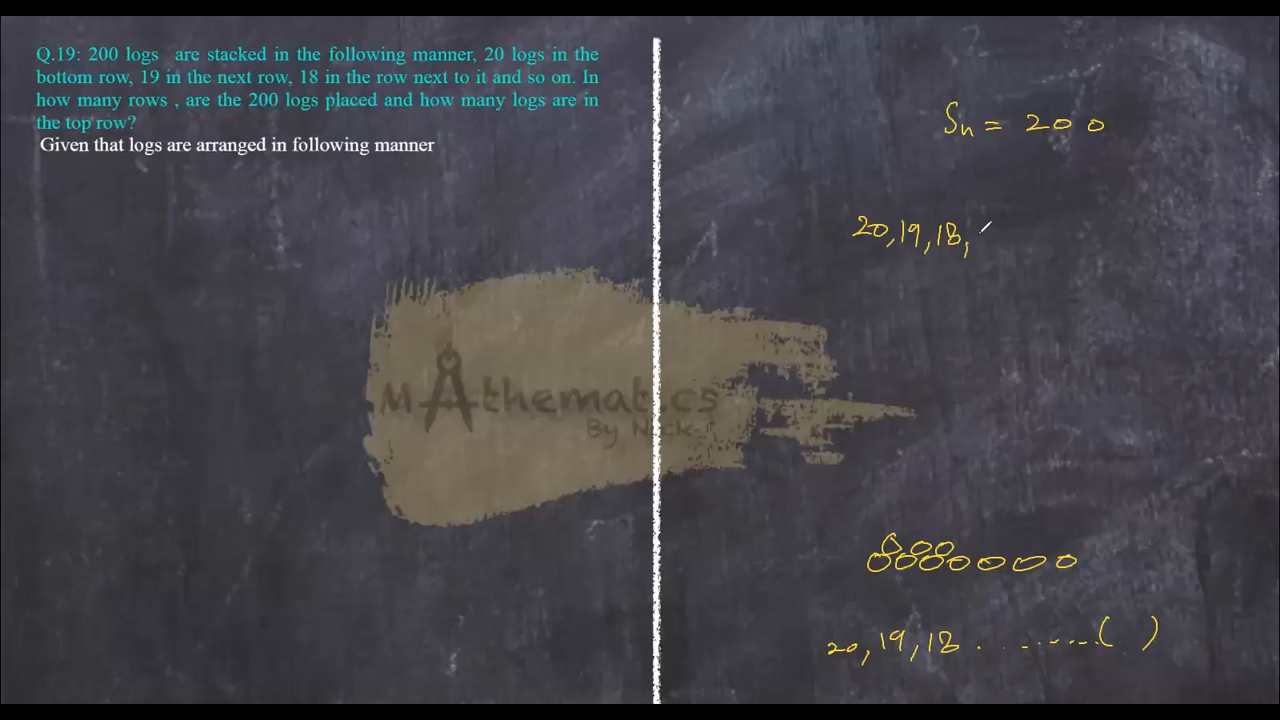 Q.19: 200 logs are stacked in the following manner, 20 logs in the
bottom row, 19 in the next row, 18 in the row next to it and so on. In
how many rows , are the 200 logs placed and how many logs are in
the top row?
Given that logs are arranged in following manner
Sn = 200
20,19,18,
Mathematics
By Nick
20,19,18 . ...... ( )